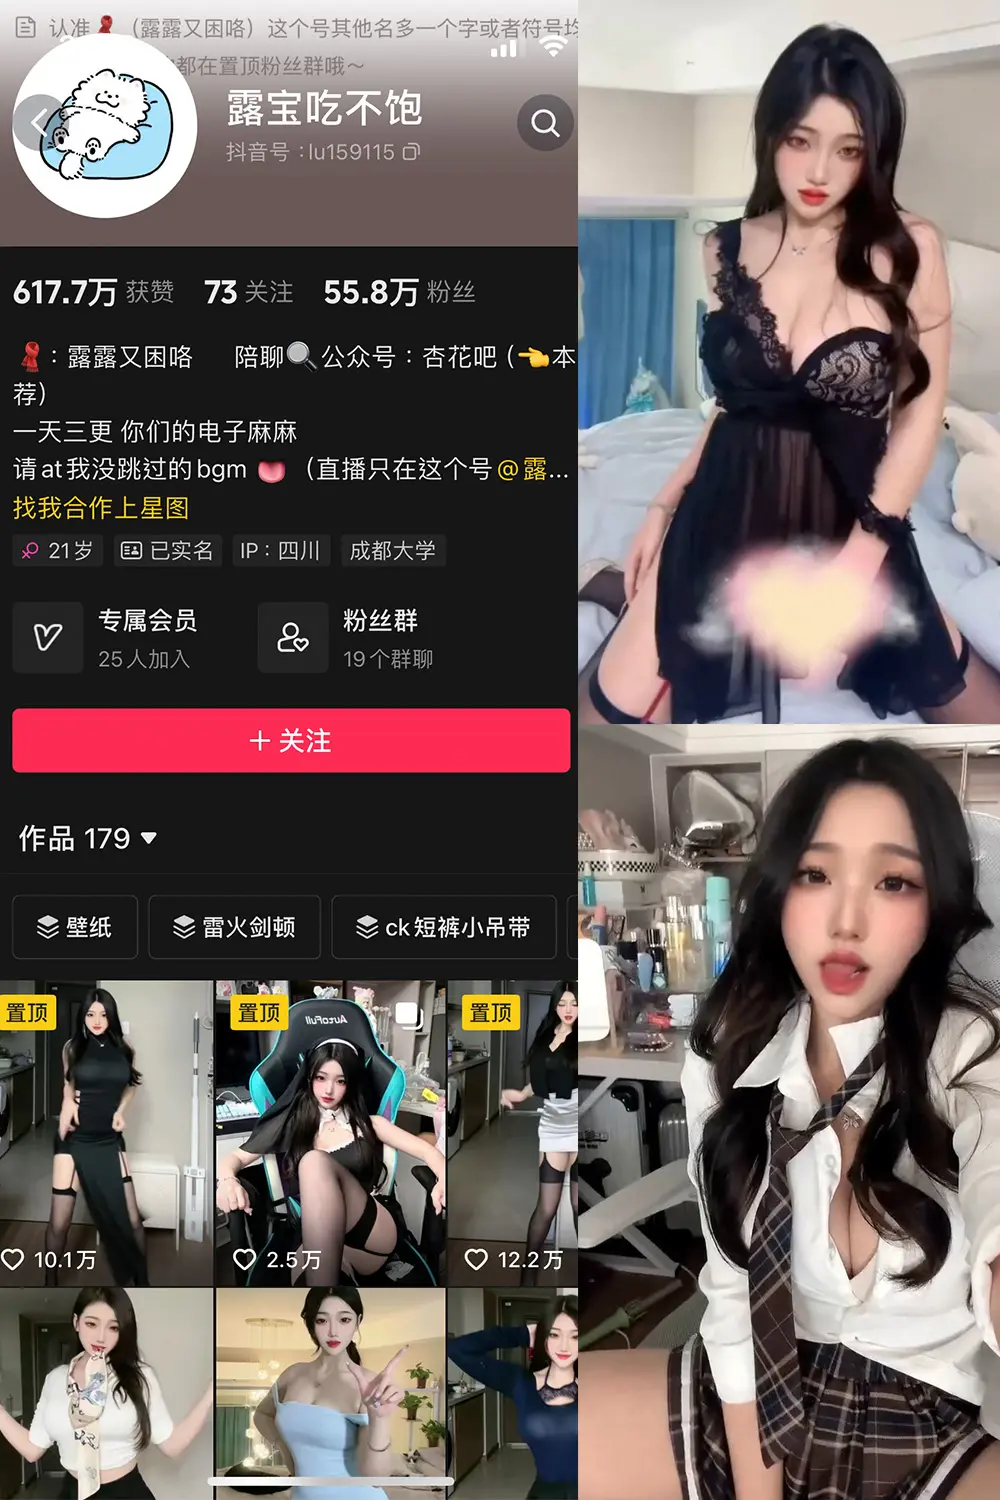 认准🧣（露露又困咯）这个号其他名多一个字或者符号均
都在置顶粉丝群哦～
露宝吃不饱
抖音号：lu159115
617.7万 获赞 73 关注 55.8万 粉丝
🧣：露露又困咯 陪聊🔍公众号：杏花吧（👈本
荐）
一天三更 你们的电子麻麻
请at我没跳过的bgm 👅 （直播只在这个号@露...
找我合作上星图
21岁 已实名 IP：四川 成都大学
专属会员 粉丝群
25人加入 19个群聊
＋关注
作品 179
壁纸 雷火剑顿 ck短裤小吊带
置顶 置顶 置顶
AutoFull
10.1万 2.5万 12.2万